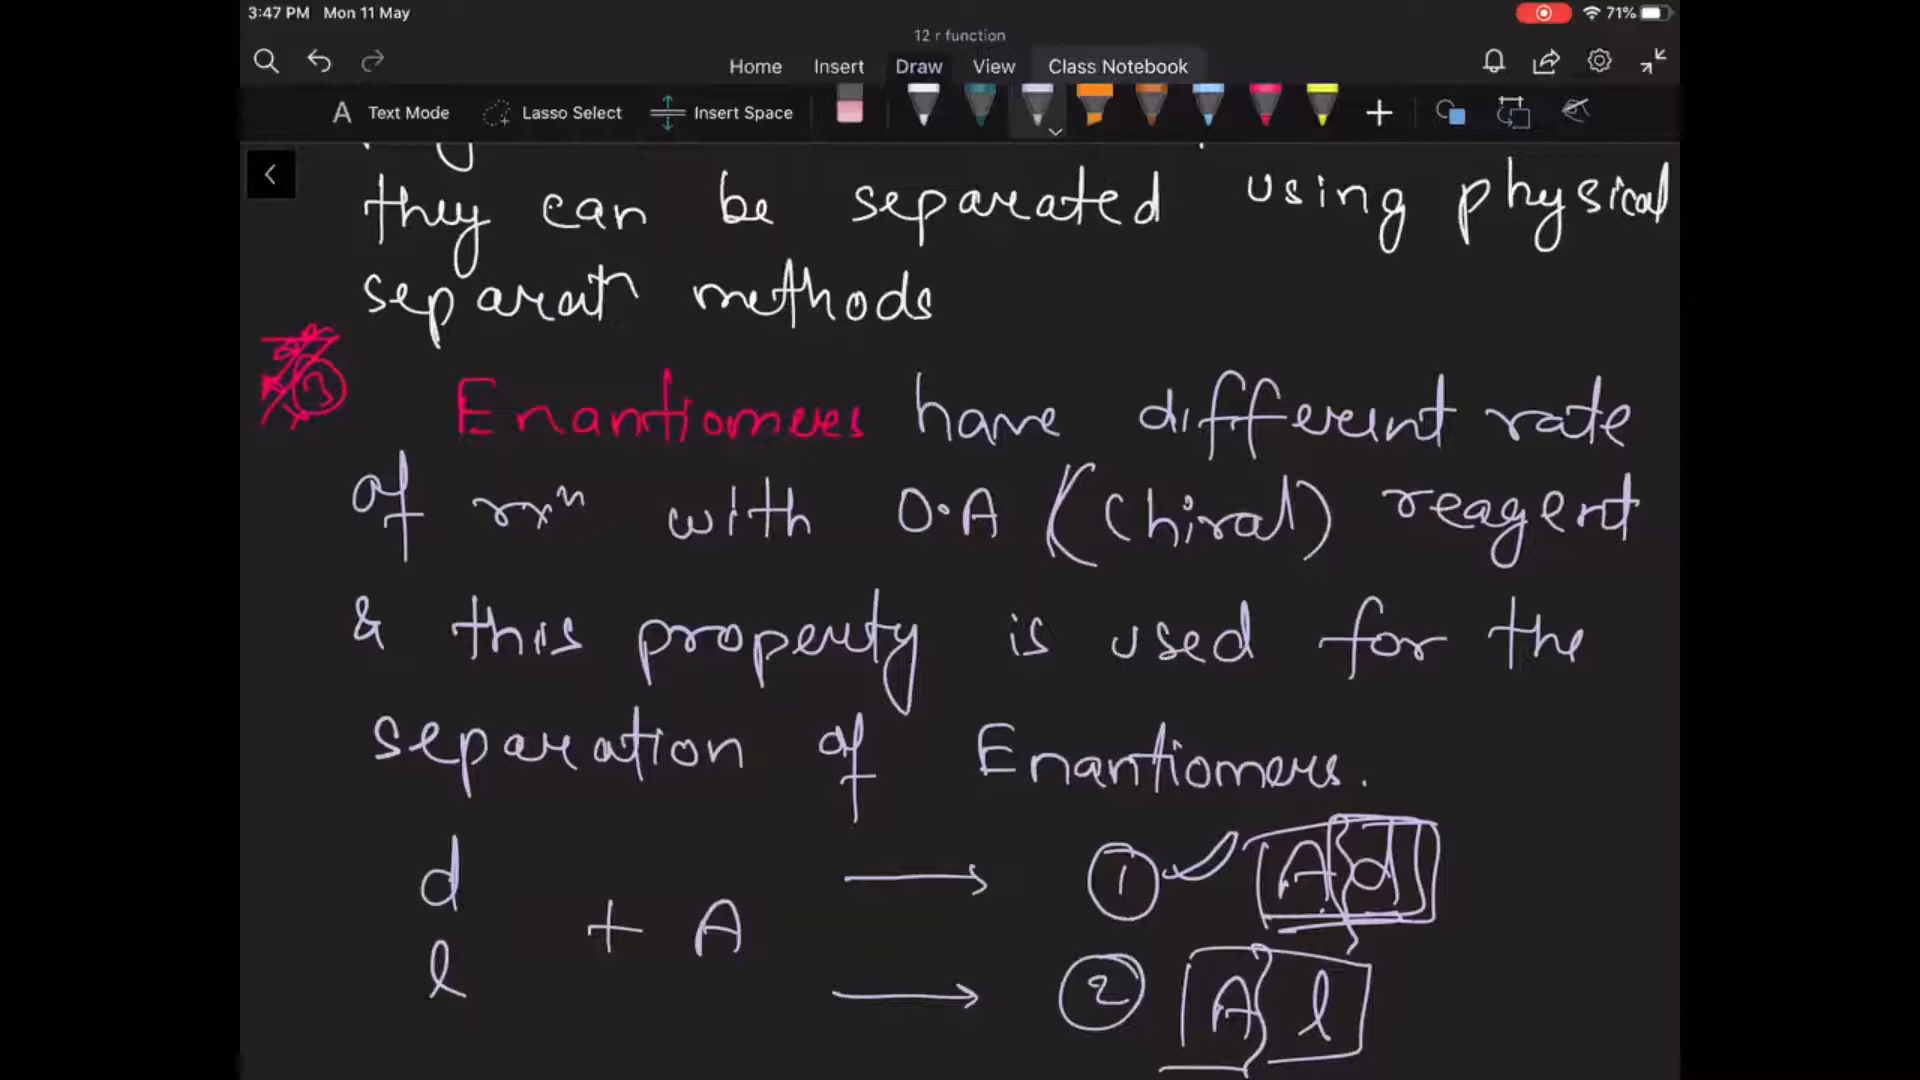 3:47 PM Mon 11 May
71%
12 r function
Home Insert Draw View Class Notebook
Text Mode Lasso Select Insert Space
they can be separated using physical
separatn methods
3 Enantiomers have different rate
of rxn with O.A (chiral) reagent
& this property is used for the
separation of Enantiomers.
d → 1 A d
+ A
l → 2 A l